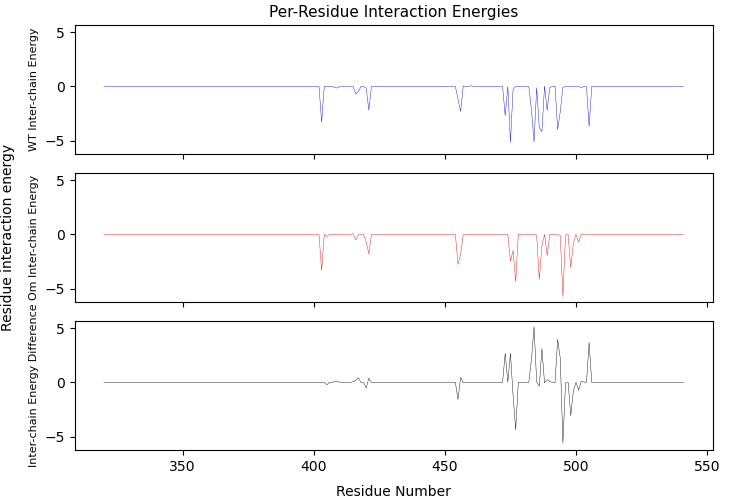 Per-Residue Interaction Energies
WT Inter-chain Energy
5
0
−5
Residue interaction energy
Om Inter-chain Energy
5
0
−5
Inter-chain Energy Difference
5
0
−5
350
400
450
500
550
Residue Number